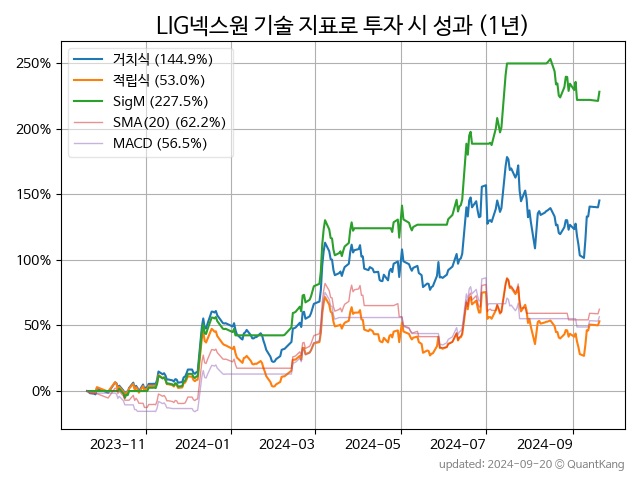 LIG넥스원 기술 지표로 투자 시 성과 (1년)
거치식 (144.9%)
적립식 (53.0%)
SigM (227.5%)
SMA(20) (62.2%)
MACD (56.5%)
250%
200%
150%
100%
50%
0%
2023-11 2024-01 2024-03 2024-05 2024-07 2024-09
updated: 2024-09-20 © QuantKang